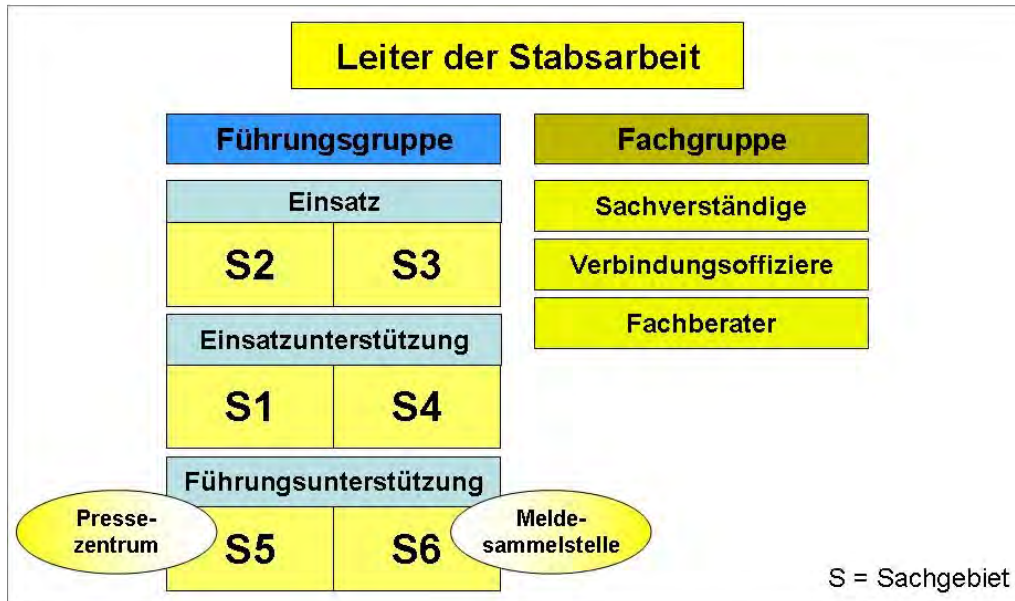 Leiter der Stabsarbeit
Führungsgruppe
Einsatz
S2 S3
Einsatzunterstützung
S1 S4
Führungsunterstützung
Presse-
zentrum
S5 S6
Melde-
sammelstelle
Fachgruppe
Sachverständige
Verbindungsoffiziere
Fachberater
S = Sachgebiet